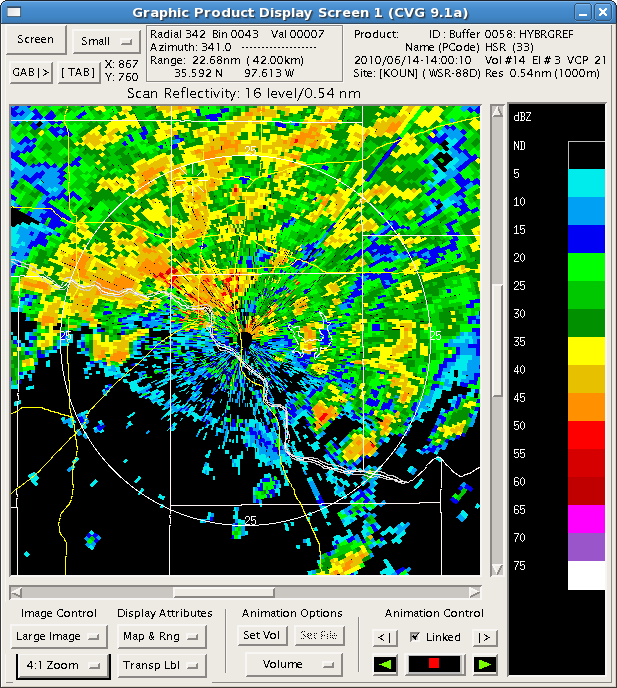 Graphic Product Display Screen 1 (CVG 9.1a)
Screen
Small
GAB|>
[ TAB ]
X: 867
Y: 760
Radial 342 Bin 0043 Val 00007
Azimuth: 341.0 ------------------
Range: 22.68nm ( 42.00km)
35.592 N 97.613 W
Product: ID: Buffer 0058: HYBRGREF
Name (PCode) HSR (33)
2010/06/14-14:00:10 Vol#14 El# 3 VCP 21
Site: [KOUN] ( WSR-88D) Res 0.54nm (1000m)
Scan Reflectivity: 16 level/0.54 nm
25
25
25
25
dBZ
ND
5
10
15
20
25
30
35
40
45
50
55
60
65
70
75
Image Control
Large Image
4:1 Zoom
Display Attributes
Map & Rng
Transp Lbl
Animation Options
Set Vol
Set File
Volume
Animation Control
<|
Linked
|>